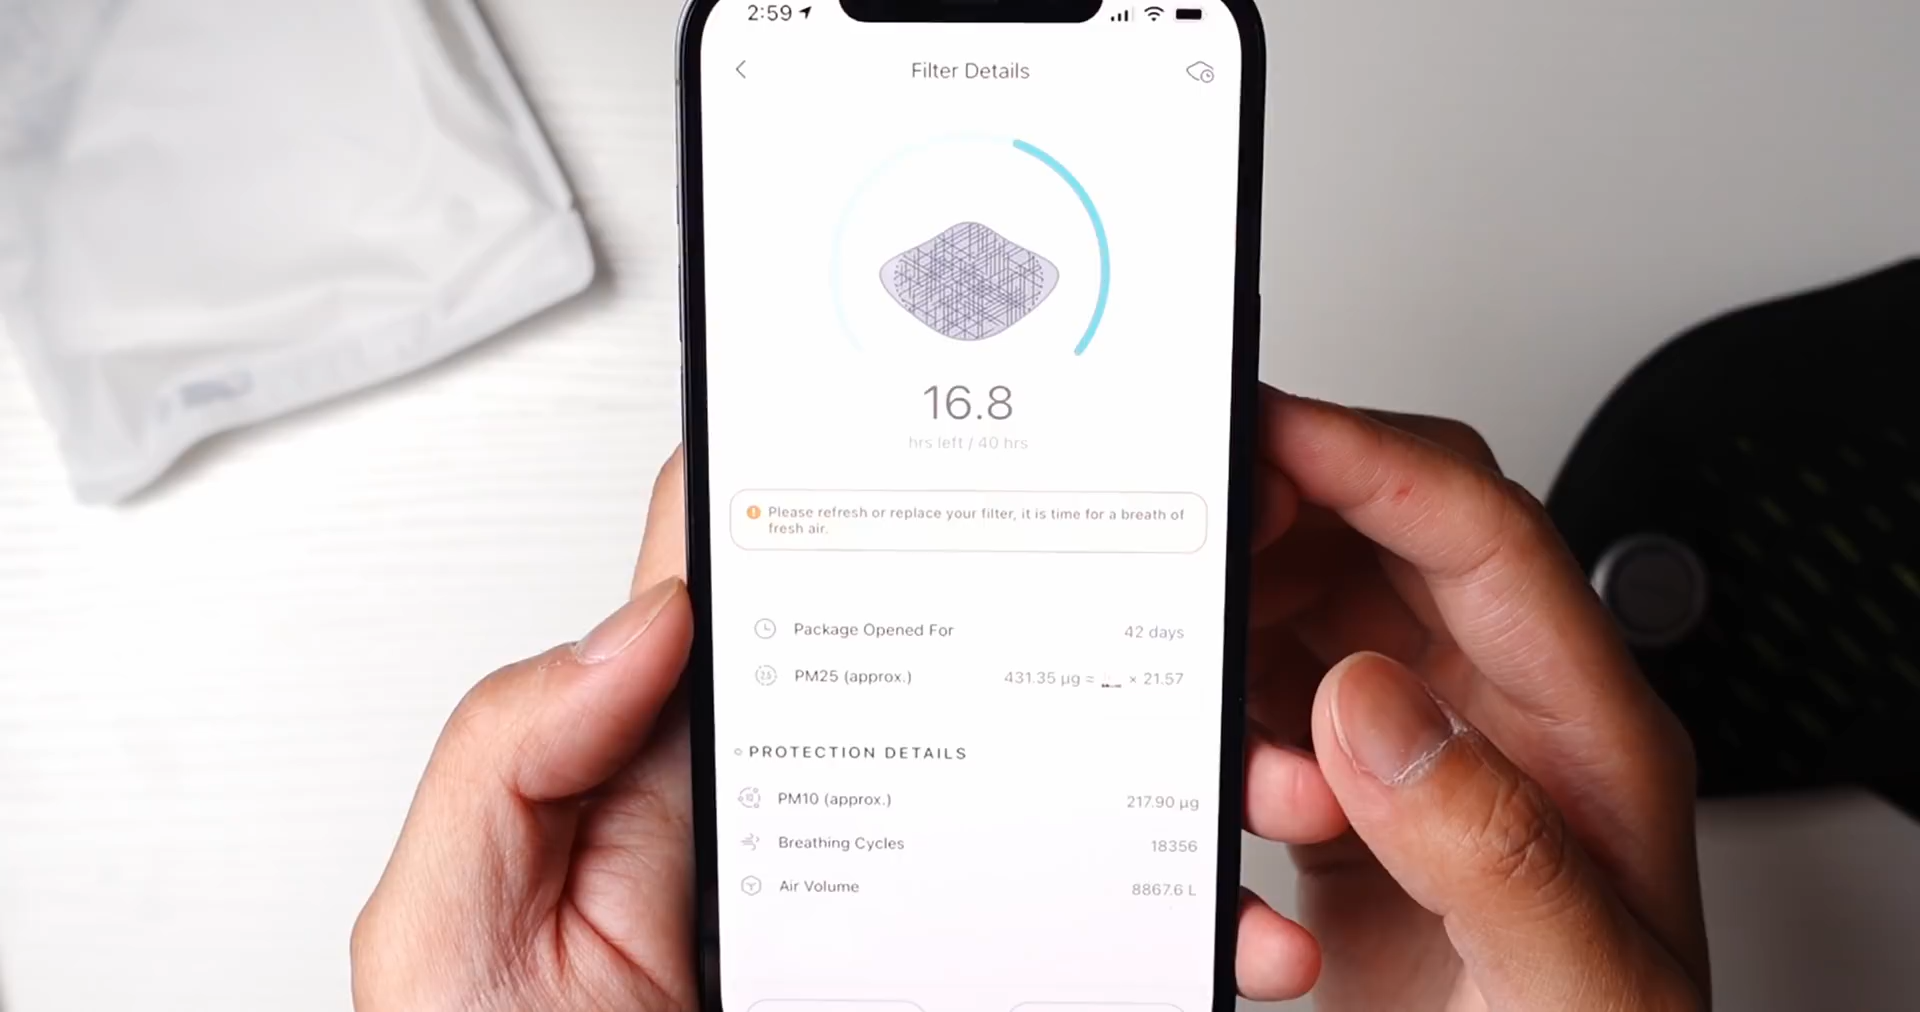 2:59
Filter Details
16.8
hrs left / 40 hrs
Please refresh or replace your filter, it is time for a breath of
fresh air.
Package Opened For 42 days
PM25 (approx.) 431.35 µg = × 21.57
PROTECTION DETAILS
PM10 (approx.) 217.90 µg
Breathing Cycles 18356
Air Volume 8867.6 L